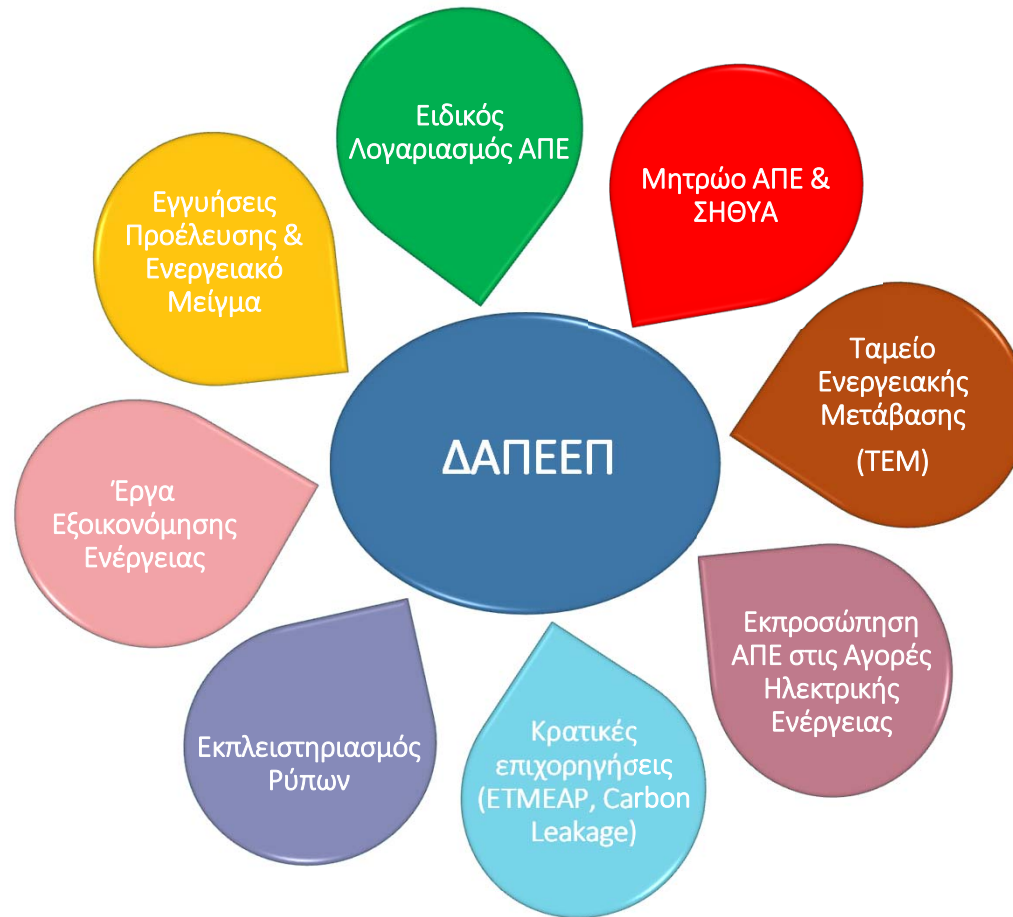 Ειδικός
Λογαριασμός ΑΠΕ
Μητρώο ΑΠΕ &
ΣΗΘΥΑ
Εγγυήσεις
Προέλευσης &
Ενεργειακό
Μείγμα
Ταμείο
Ενεργειακής
Μετάβασης
(ΤΕΜ)
ΔΑΠΕΕΠ
Έργα
Εξοικονόμησης
Ενέργειας
Εκπροσώπηση
ΑΠΕ στις Αγορές
Ηλεκτρικής
Ενέργειας
Εκπλειστηριασμός
Ρύπων
Κρατικές
επιχορηγήσεις
(ΕΤΜΕΑΡ, Carbon
Leakage)